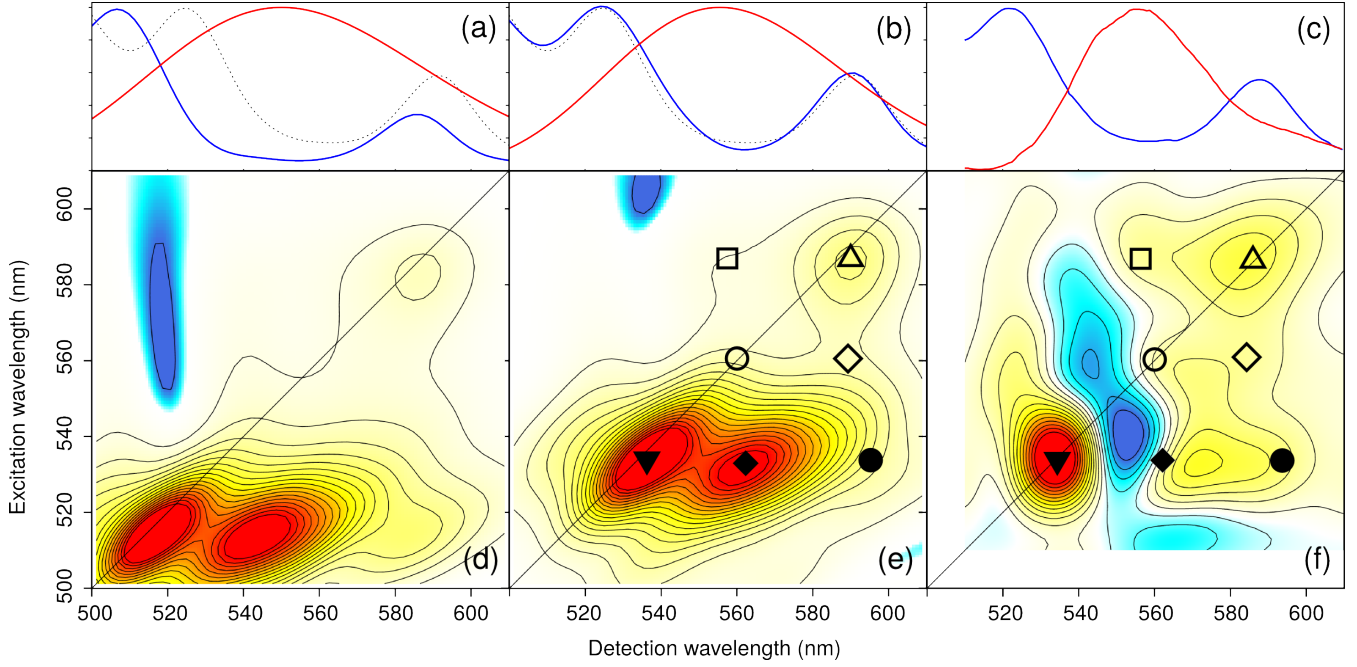 (a) (b) (c)
600
580
560
540
520
500
Excitation wavelength (nm)
(d) (e) (f)
500 520 540 560 580 600 520 540 560 580 600 520 540 560 580 600
Detection wavelength (nm)